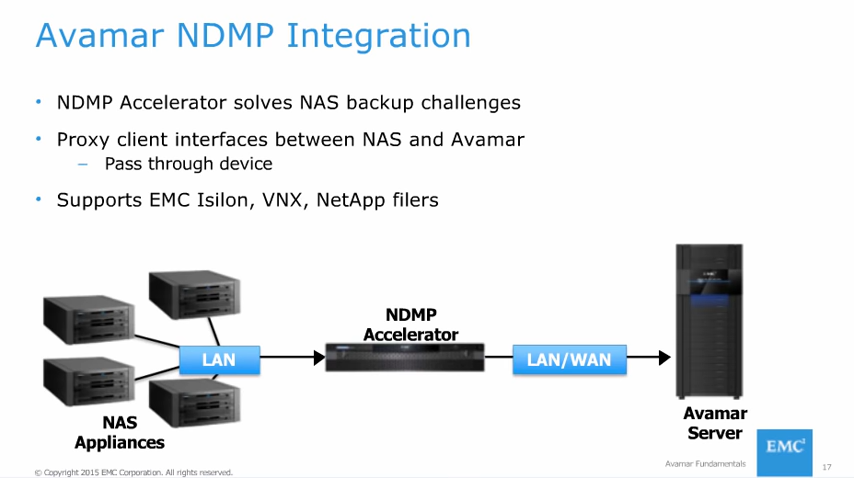 Avamar NDMP Integration
• NDMP Accelerator solves NAS backup challenges
• Proxy client interfaces between NAS and Avamar
– Pass through device
• Supports EMC Isilon, VNX, NetApp filers
NDMP
Accelerator
LAN
LAN/WAN
NAS
Appliances
Avamar
Server
© Copyright 2015 EMC Corporation. All rights reserved.
Avamar Fundamentals
EMC²
17